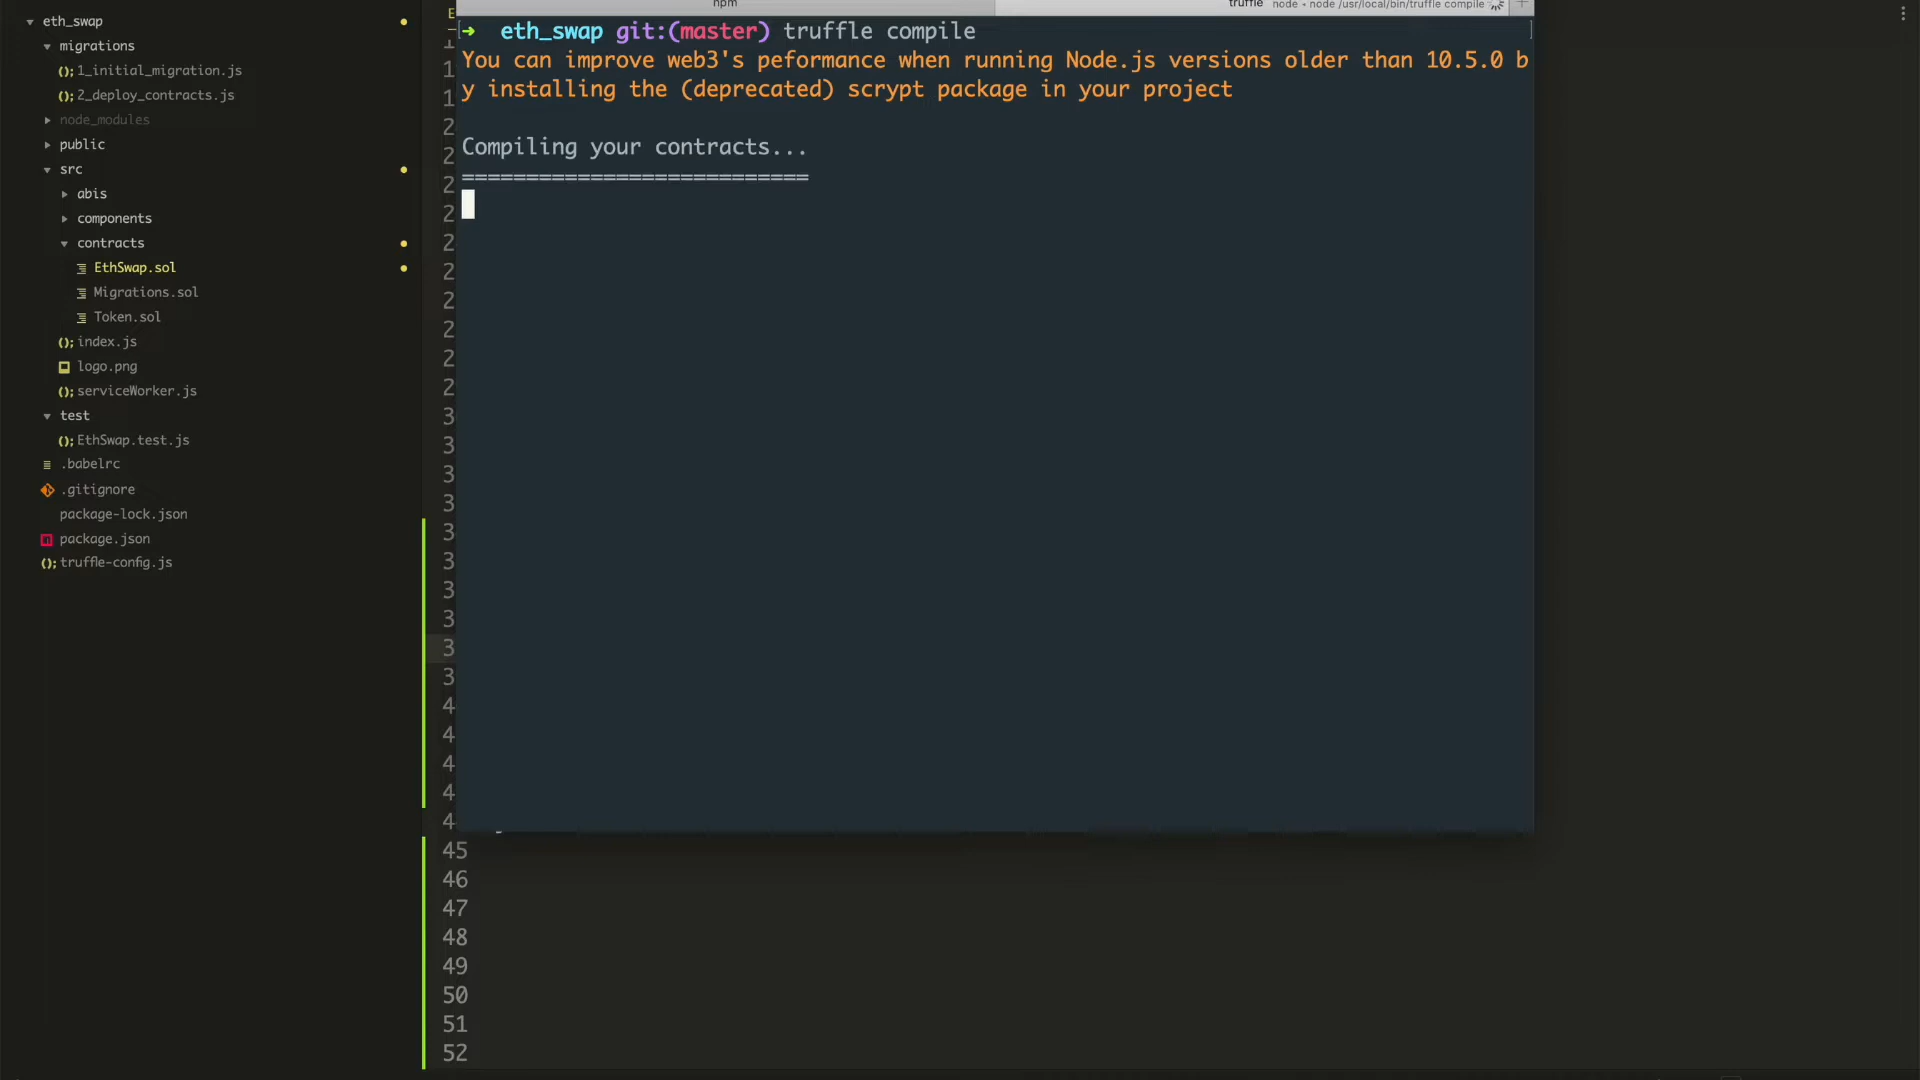 eth_swap
migrations
(); 1_initial_migration.js
(); 2_deploy_contracts.js
node_modules
public
src
abis
components
contracts
EthSwap.sol
Migrations.sol
Token.sol
(); index.js
logo.png
(); serviceWorker.js
test
(); EthSwap.test.js
.babelrc
.gitignore
package-lock.json
package.json
(); truffle-config.js
npm
truffle node • node /usr/local/bin/truffle compile
➜ eth_swap git:(master) truffle compile
You can improve web3's peformance when running Node.js versions older than 10.5.0 b
y installing the (deprecated) scrypt package in your project
Compiling your contracts...
===========================
45
46
47
48
49
50
51
52